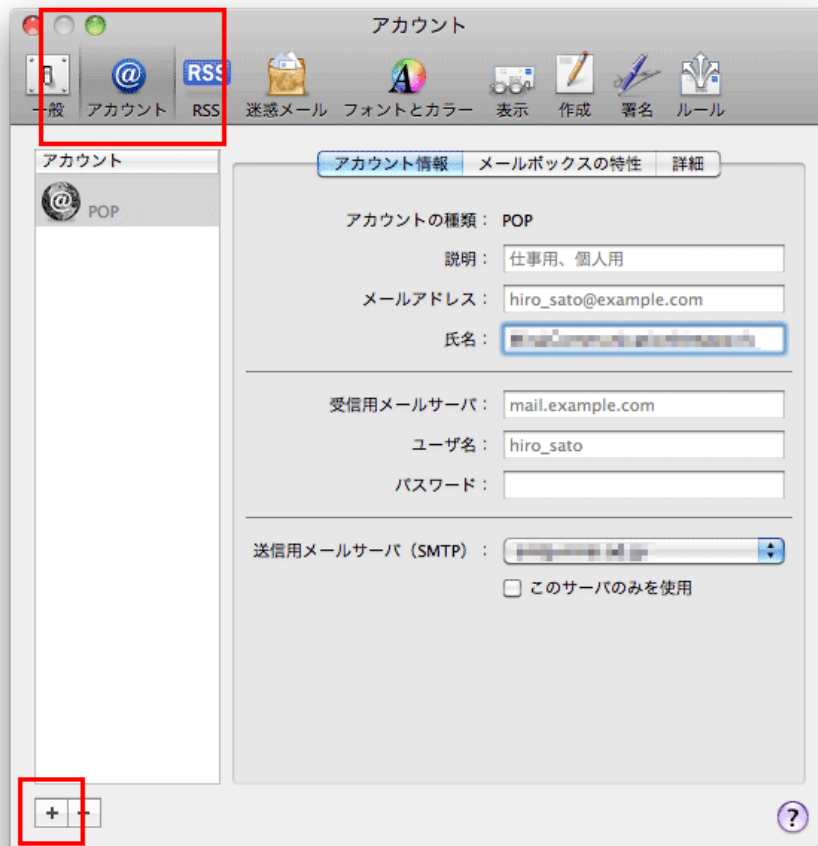 アカウント
一般 アカウント RSS 迷惑メール フォントとカラー 表示 作成 署名 ルール
RSS
アカウント
POP
アカウント情報 メールボックスの特性 詳細
アカウントの種類： POP
説明： 仕事用、個人用
メールアドレス： hiro_sato@example.com
氏名：
受信用メールサーバ： mail.example.com
ユーザ名： hiro_sato
パスワード：
送信用メールサーバ（SMTP）：
このサーバのみを使用
+ −
?